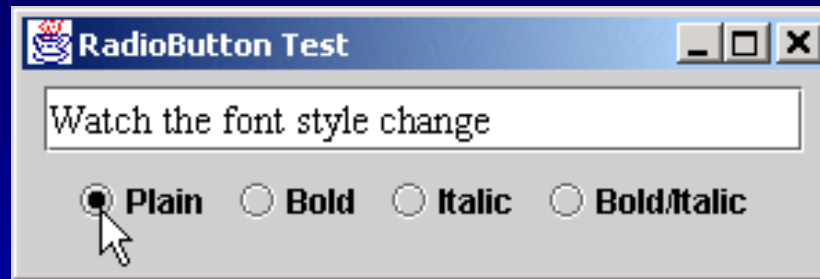 RadioButton Test
Watch the font style change
Plain Bold Italic Bold/Italic